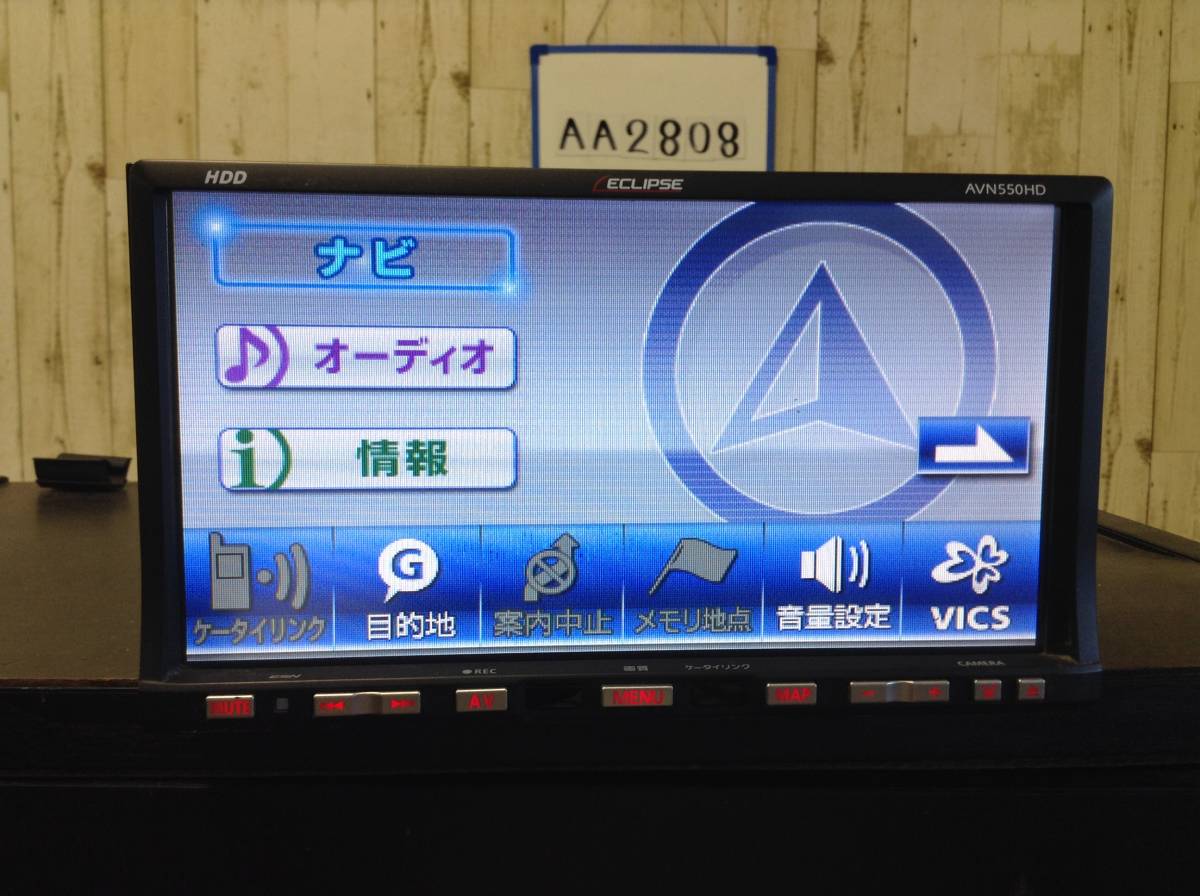 AA2808
HDD
ECLIPSE
AVN550HD
ナビ
オーディオ
情報
G
ケータイリンク
目的地
案内中止
メモリ地点
音量設定
VICS
●REC
画質
ケータイリンク
CAMERA
MUTE
AV
MENU
MAP